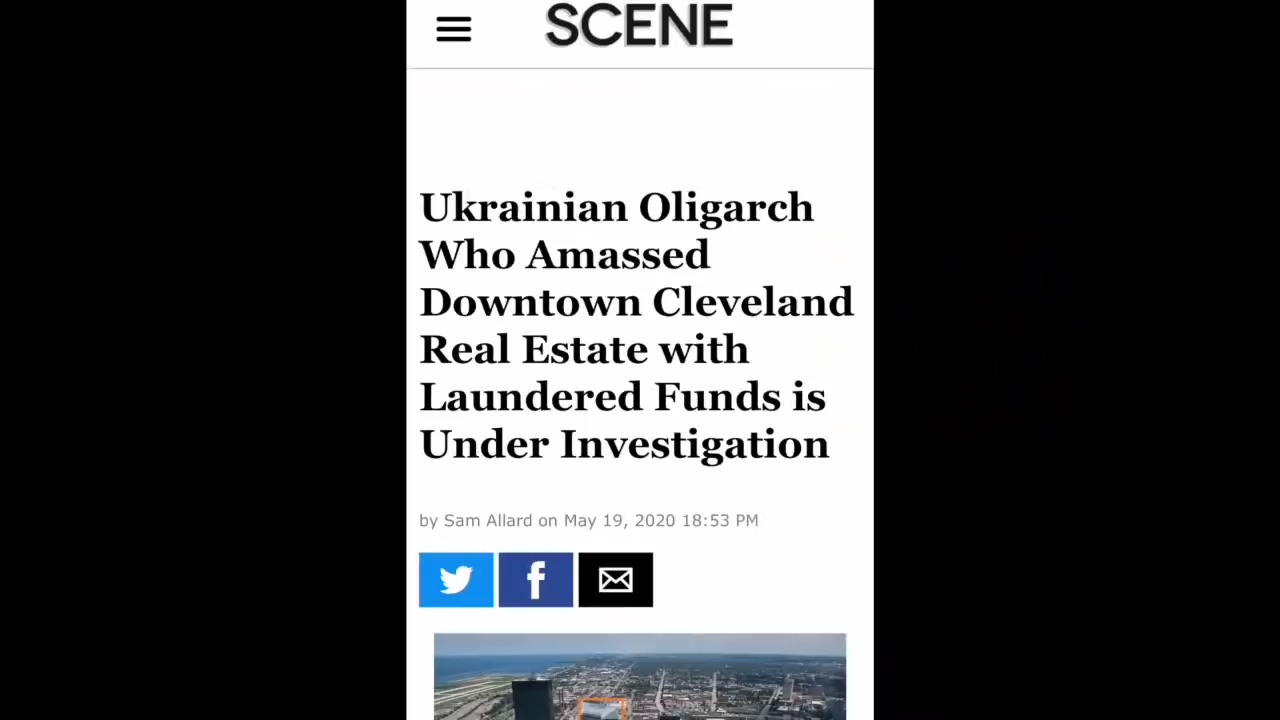 SCENE
Ukrainian Oligarch
Who Amassed
Downtown Cleveland
Real Estate with
Laundered Funds is
Under Investigation
by Sam Allard on May 19, 2020 18:53 PM